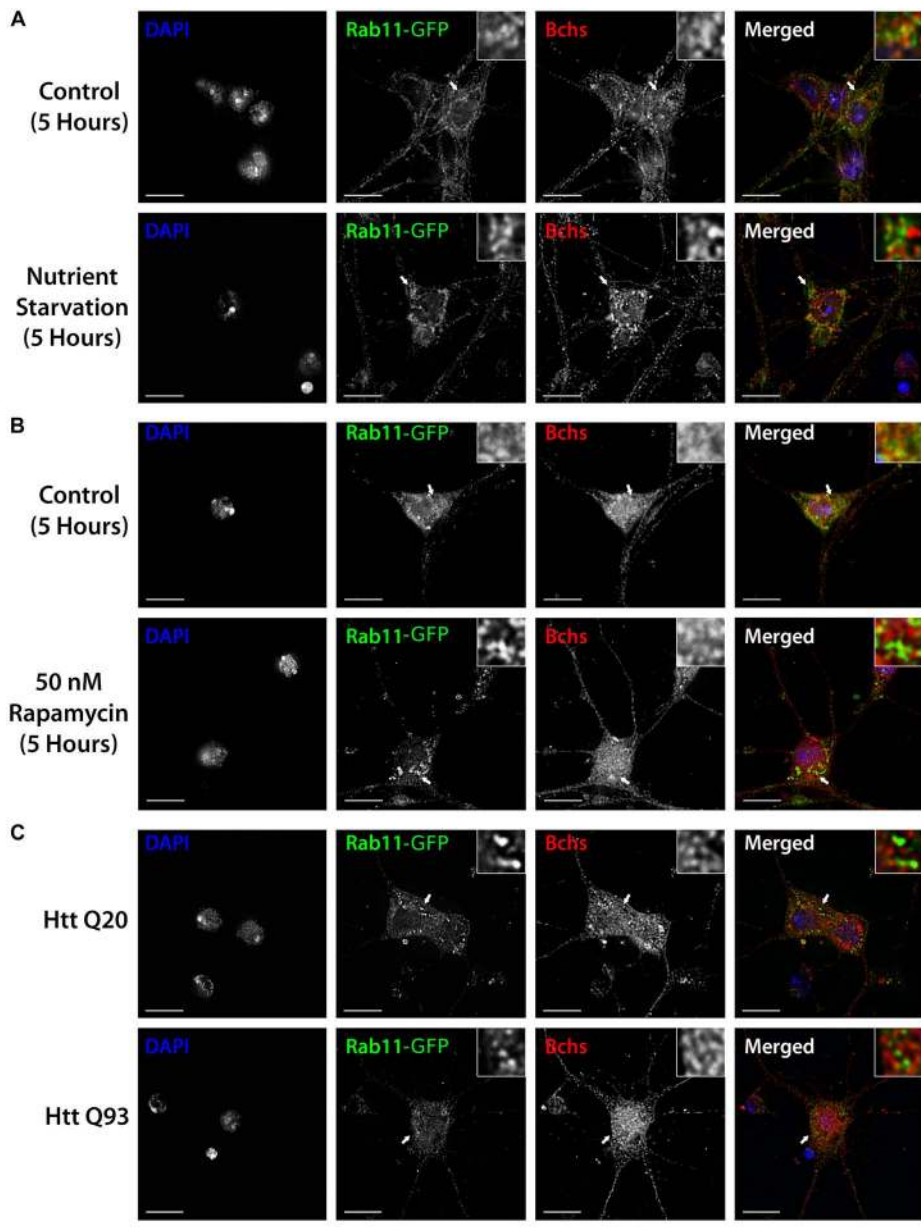 A
Control
(5 Hours)
DAPI
Rab11-GFP
Bchs
Merged
Nutrient
Starvation
(5 Hours)
DAPI
Rab11-GFP
Bchs
Merged
B
Control
(5 Hours)
DAPI
Rab11-GFP
Bchs
Merged
50 nM
Rapamycin
(5 Hours)
DAPI
Rab11-GFP
Bchs
Merged
C
Htt Q20
DAPI
Rab11-GFP
Bchs
Merged
Htt Q93
DAPI
Rab11-GFP
Bchs
Merged